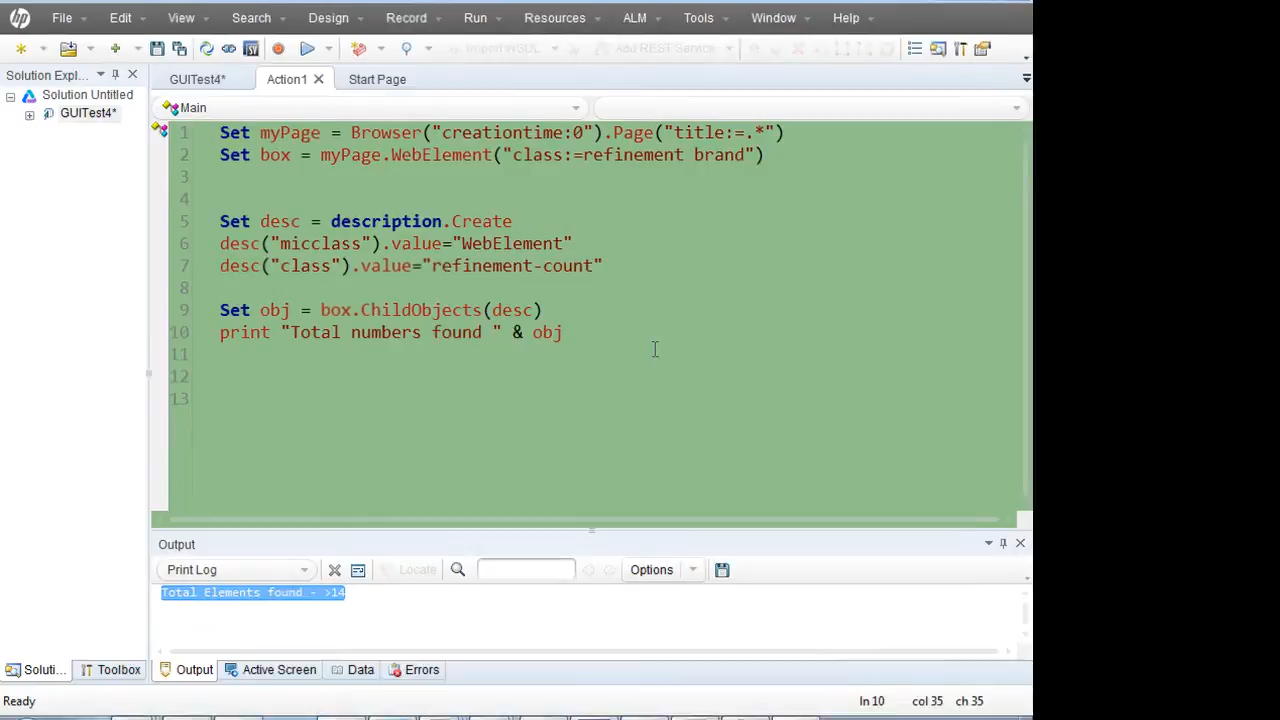 hp File Edit View Search Design Record Run Resources ALM Tools Window Help
Import WSDL Add REST Service
Solution Expl... GUITest4* Action1 Start Page
Solution Untitled
GUITest4*
Main
1 Set myPage = Browser("creationtime:0").Page("title:=.*")
2 Set box = myPage.WebElement("class:=refinement brand")
3
4
5 Set desc = description.Create
6 desc("micclass").value="WebElement"
7 desc("class").value="refinement-count"
8
9 Set obj = box.ChildObjects(desc)
10 print "Total numbers found " & obj
11
12
13
Output
Print Log Locate Options
Total Elements found - >14
Soluti... Toolbox Output Active Screen Data Errors
Ready ln 10 col 35 ch 35